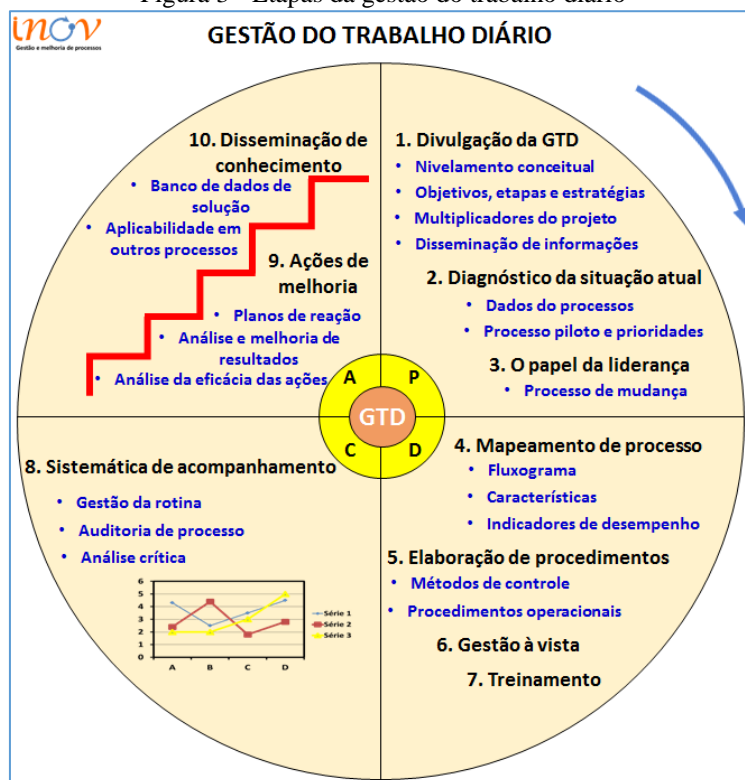 Figura 3 - Etapas da gestão do trabalho diário
inov
Gestão e melhoria de processos
GESTÃO DO TRABALHO DIÁRIO
1. Divulgação da GTD
• Nivelamento conceitual
• Objetivos, etapas e estratégias
• Multiplicadores do projeto
• Disseminação de informações
2. Diagnóstico da situação atual
• Dados do processos
• Processo piloto e prioridades
3. O papel da liderança
• Processo de mudança
4. Mapeamento de processo
• Fluxograma
• Características
• Indicadores de desempenho
5. Elaboração de procedimentos
• Métodos de controle
• Procedimentos operacionais
6. Gestão à vista
7. Treinamento
8. Sistemática de acompanhamento
• Gestão da rotina
• Auditoria de processo
• Análise crítica
6
5
4
3
2
1
0
A B C D
Série 1
Série 2
Série 3
9. Ações de
melhoria
• Planos de reação
• Análise e melhoria de
resultados
• Análise da eficácia das ações
10. Disseminação de
conhecimento
• Banco de dados de
solução
• Aplicabilidade em
outros processos
A P
GTD
C D